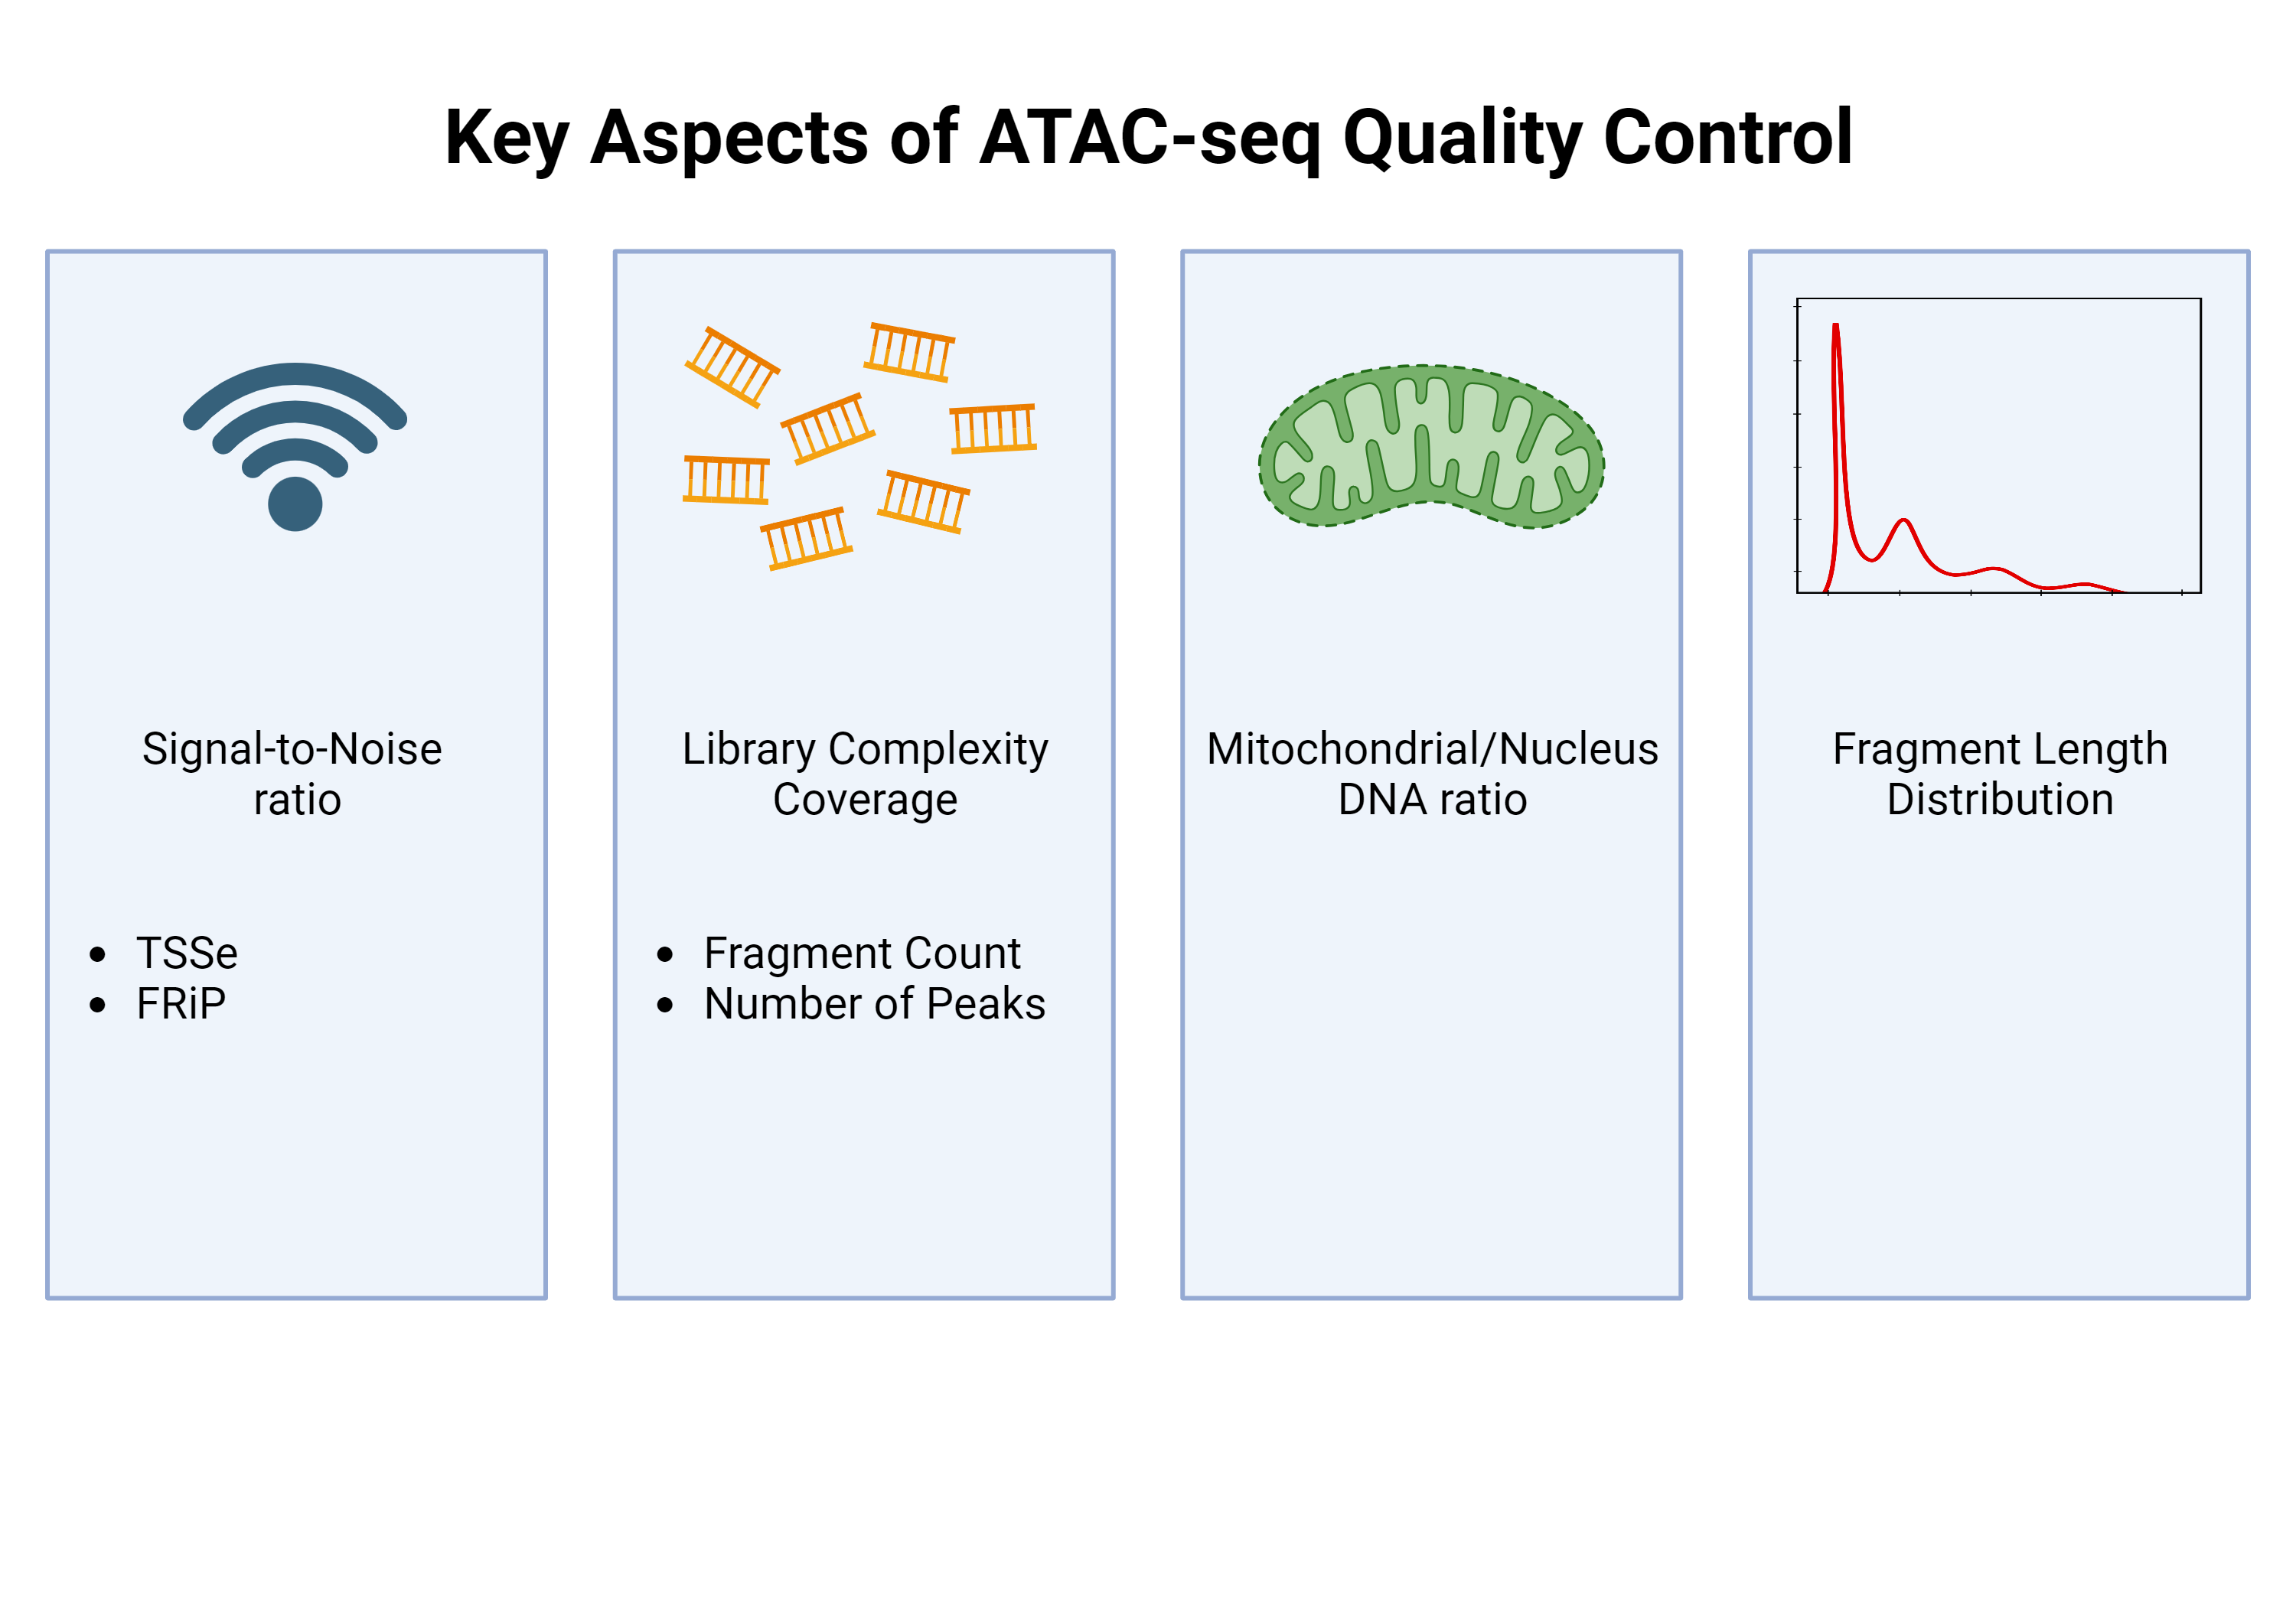 Key Aspects of ATAC-seq Quality Control
Signal-to-Noise
ratio
• TSSe
• FRiP
Library Complexity
Coverage
• Fragment Count
• Number of Peaks
Mitochondrial/Nucleus
DNA ratio
Fragment Length
Distribution